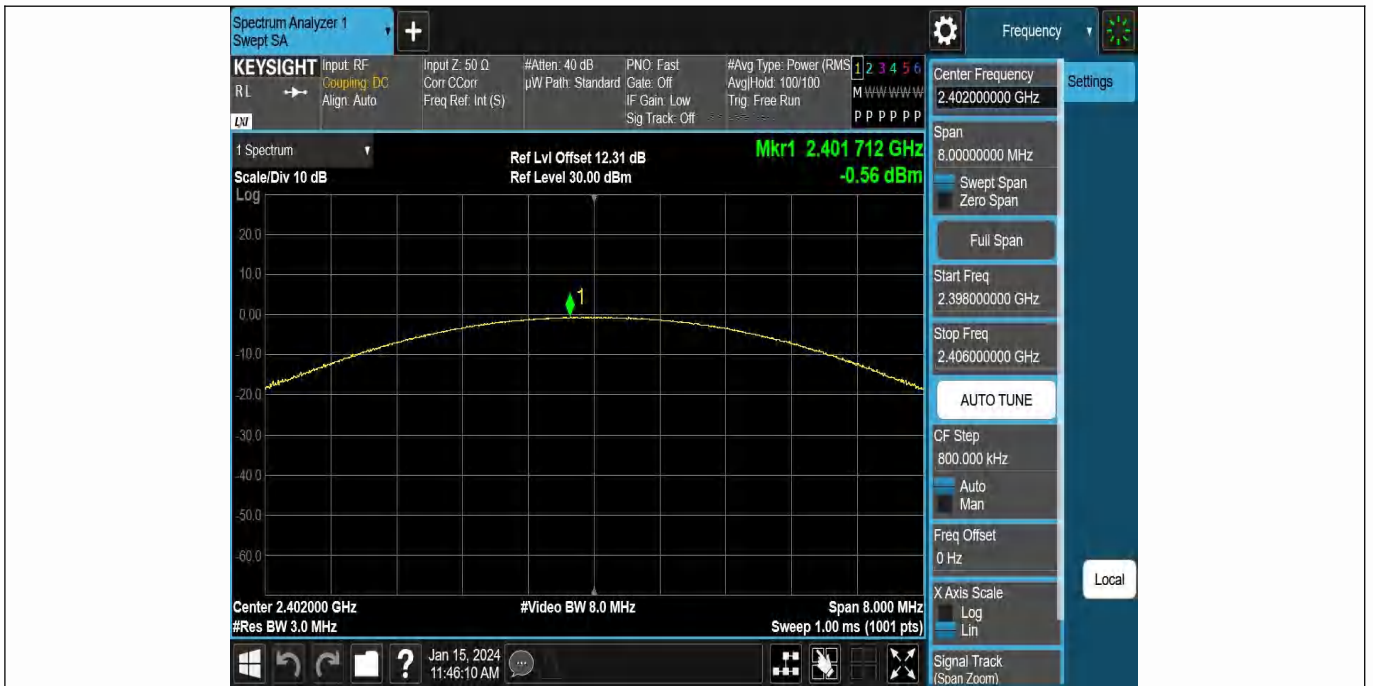 Spectrum Analyzer 1
Swept SA
+
Frequency
KEYSIGHT
RL
LXI
Input: RF
Coupling: DC
Align: Auto
Input Z: 50 Ω
Corr CCorr
Freq Ref: Int (S)
#Atten: 40 dB
µW Path: Standard
PNO: Fast
Gate: Off
IF Gain: Low
Sig Track: Off
#Avg Type: Power (RMS
Avg|Hold: 100/100
Trig: Free Run
1 2 3 4 5 6
M W W W W W
P P P P P P
1 Spectrum
Scale/Div 10 dB
Ref Lvl Offset 12.31 dB
Ref Level 30.00 dBm
Mkr1 2.401 712 GHz
-0.56 dBm
Log
20.0
10.0
0.00
-10.0
-20.0
-30.0
-40.0
-50.0
-60.0
1
Center 2.402000 GHz
#Res BW 3.0 MHz
#Video BW 8.0 MHz
Span 8.000 MHz
Sweep 1.00 ms (1001 pts)
Center Frequency
2.402000000 GHz
Settings
Span
8.00000000 MHz
Swept Span
Zero Span
Full Span
Start Freq
2.398000000 GHz
Stop Freq
2.406000000 GHz
AUTO TUNE
CF Step
800.000 kHz
Auto
Man
Freq Offset
0 Hz
X Axis Scale
Log
Lin
Signal Track
(Span Zoom)
Local
?
Jan 15, 2024
11:46:10 AM